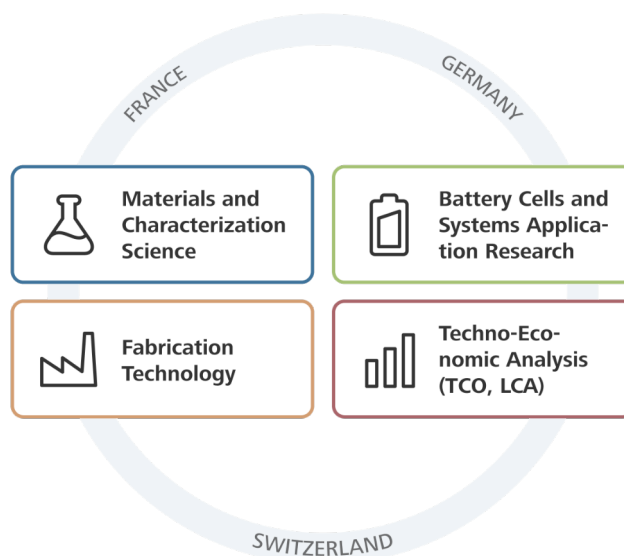 FRANCE
GERMANY
Materials and
Characterization
Science
Battery Cells and
Systems Applica-
tion Research
Fabrication
Technology
Techno-Eco-
nomic Analysis
(TCO, LCA)
SWITZERLAND